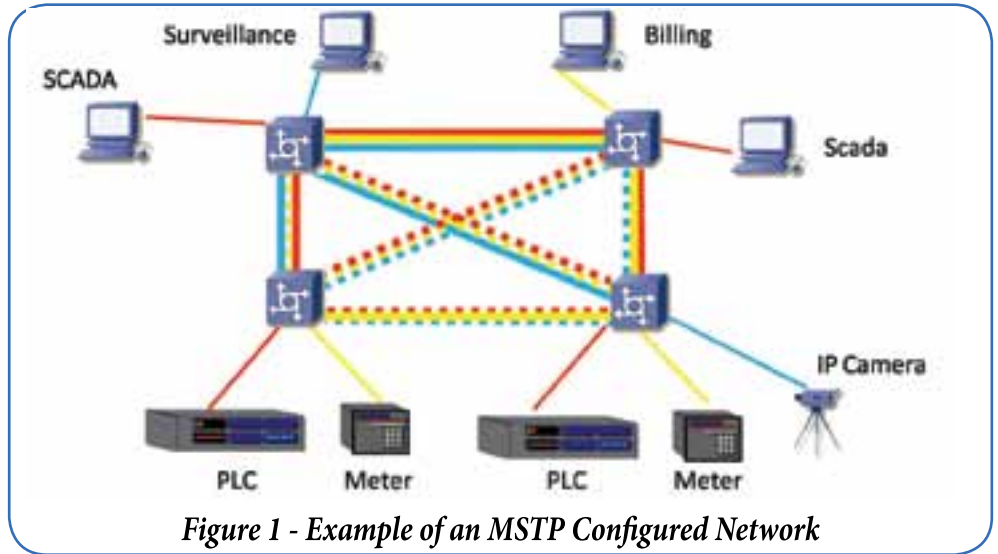 Surveillance
Billing
SCADA
Scada
IP Camera
PLC
Meter
PLC
Meter
Figure 1 - Example of an MSTP Configured Network